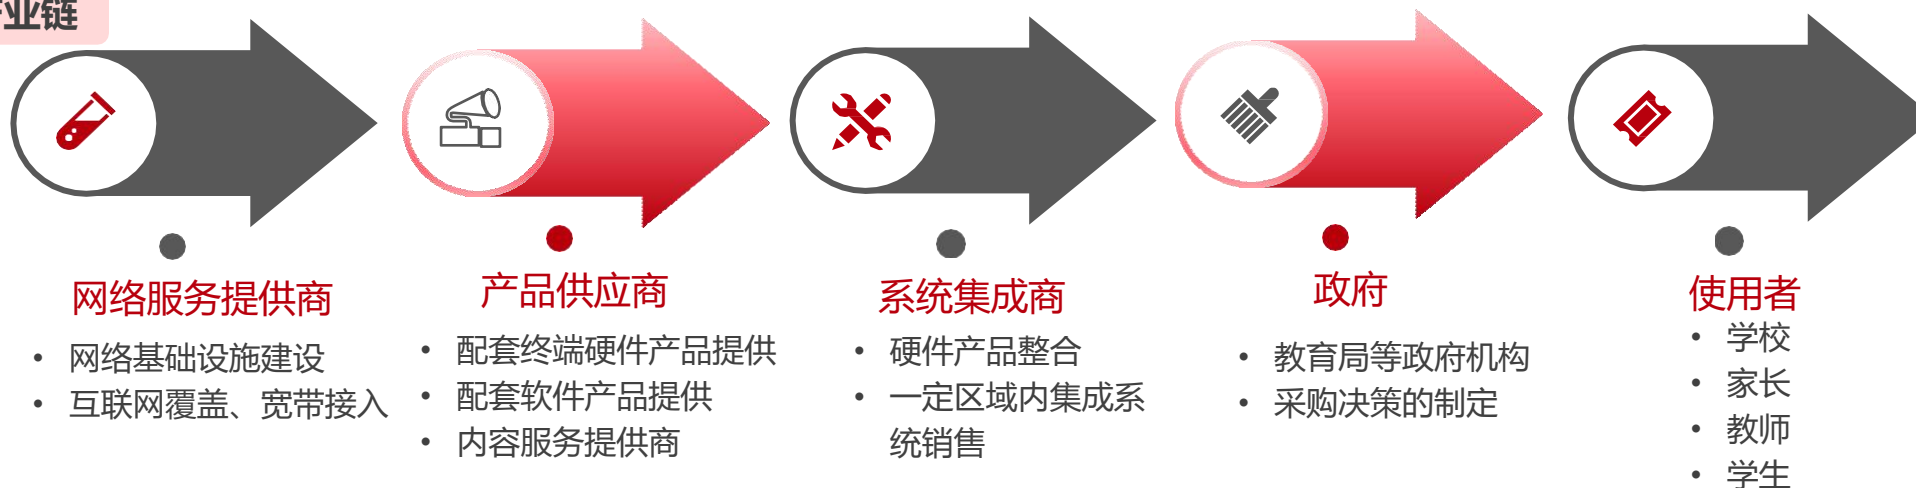 业链
网络服务提供商
• 网络基础设施建设
• 互联网覆盖、宽带接入
产品供应商
• 配套终端硬件产品提供
• 配套软件产品提供
• 内容服务提供商
系统集成商
• 硬件产品整合
• 一定区域内集成系
统销售
政府
• 教育局等政府机构
• 采购决策的制定
使用者
• 学校
• 家长
• 教师
• 学生